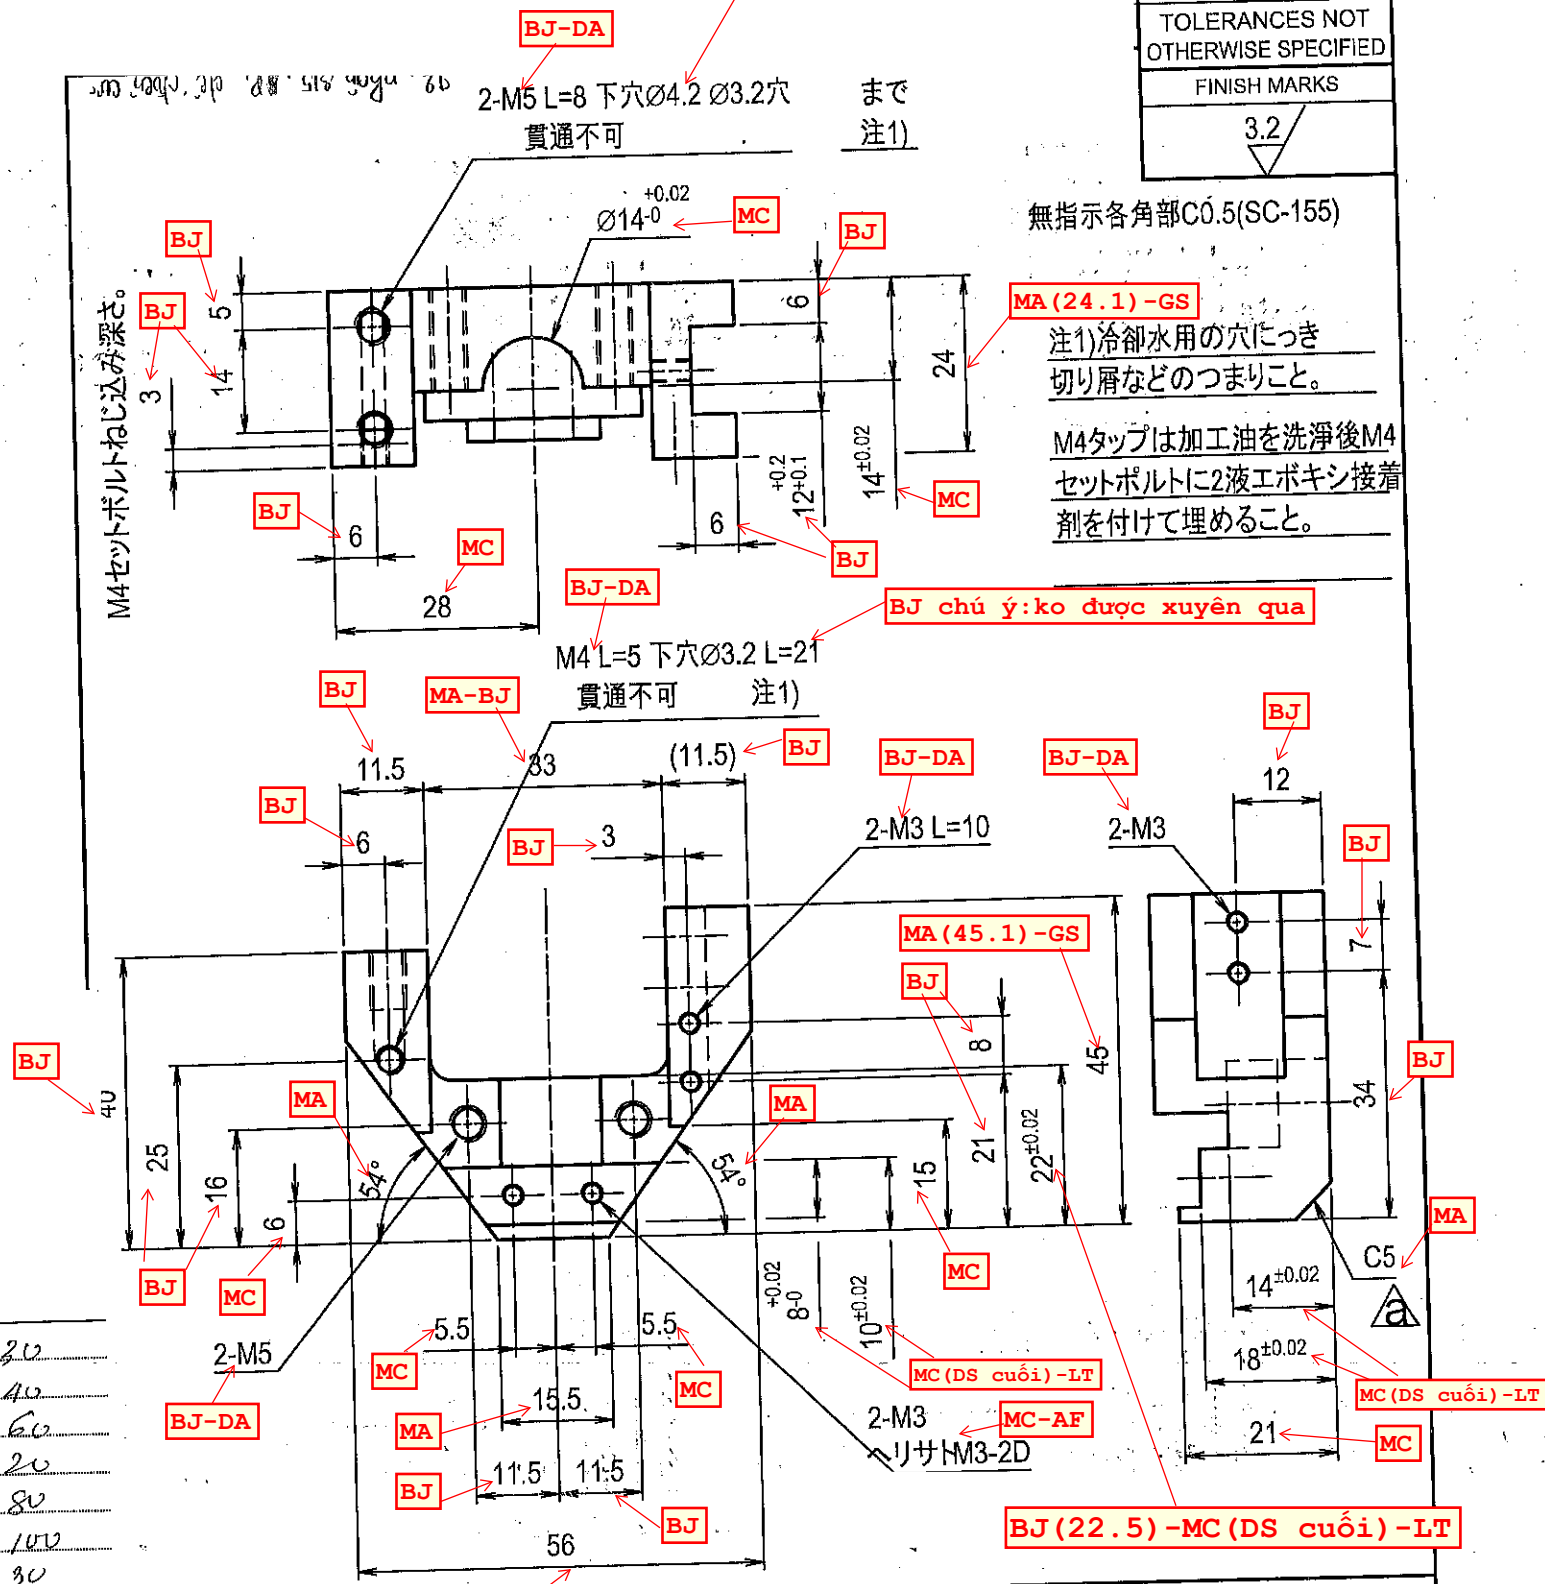 BJ-DA
TOLERANCES NOT
OTHERWISE SPECIFIED
FINISH MARKS
3.2
2-M5 L=8 下穴Ø4.2 Ø3.2穴 まで
貫通不可 注1)
無指示各角部C0.5(SC-155)
+0.02
Ø14-0
MC
BJ
BJ
BJ
5
14
3
6
24
MA(24.1)-GS
M4セットボルトねじ込み深さ。
注1)冷却水用の穴につき
切り屑などのつまりこと。
M4タップは加工油を洗浄後M4
セットボルトに2液エボキシ接着
剤を付けて埋めること。
+0.2
12+0.1
14±0.02
MC
BJ
6
6
BJ
MC
28
BJ-DA
BJ chú ý:ko được xuyên qua
M4 L=5 下穴Ø3.2 L=21
貫通不可 注1)
BJ
MA-BJ
BJ
11.5
33
(11.5)
BJ-DA
BJ-DA
BJ
12
BJ
6
BJ
3
2-M3 L=10
2-M3
BJ
7
MA(45.1)-GS
BJ
8
45
BJ
40
25
16
6
MA
54°
MA
54°
15
21
22±0.02
34
BJ
BJ
MC
MC
MA
C5
a
+0.02
8-0
10±0.02
14±0.02
18±0.02
21
MC
2-M5
BJ-DA
5.5
5.5
MC
MC
MC(DS cuối)-LT
MC(DS cuối)-LT
15.5
MA
2-M3
ヘリサトM3-2D
MC-AF
11.5
11.5
BJ
BJ
BJ(22.5)-MC(DS cuối)-LT
56
20
40
60
20
80
100
30